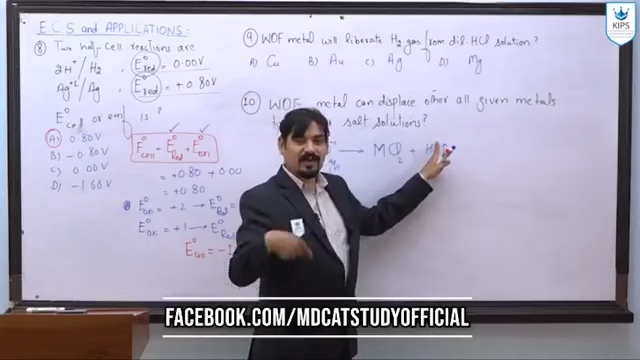 E.C.S and APPLICATIONS:
⑧ Two half-cell reactions are
2H⁺/H₂ , E°red = 0.00V
Ag⁺¹/Ag , E°red = +0.80V
E°cell or emf is?
A) 0.80V
B) -0.80V
C) 0.00V
D) -1.66V
E°cell = E°Red + E°oxi
= +0.80 + 0.00
= +0.80
E°oxi = +2 → E°Red =
E°oxi = +1 → E°Red
E°cell = -1
⑨ WOF metal will liberate H₂ gas from dil. HCl solution?
A) Cu B) Au C) Ag D) Mg
⑩ WOF metal can displace other all given metals
salt solutions?
→ MCl₂ + H
KIPS
KIPS
FACEBOOK.COM/MDCATSTUDYOFFICIAL